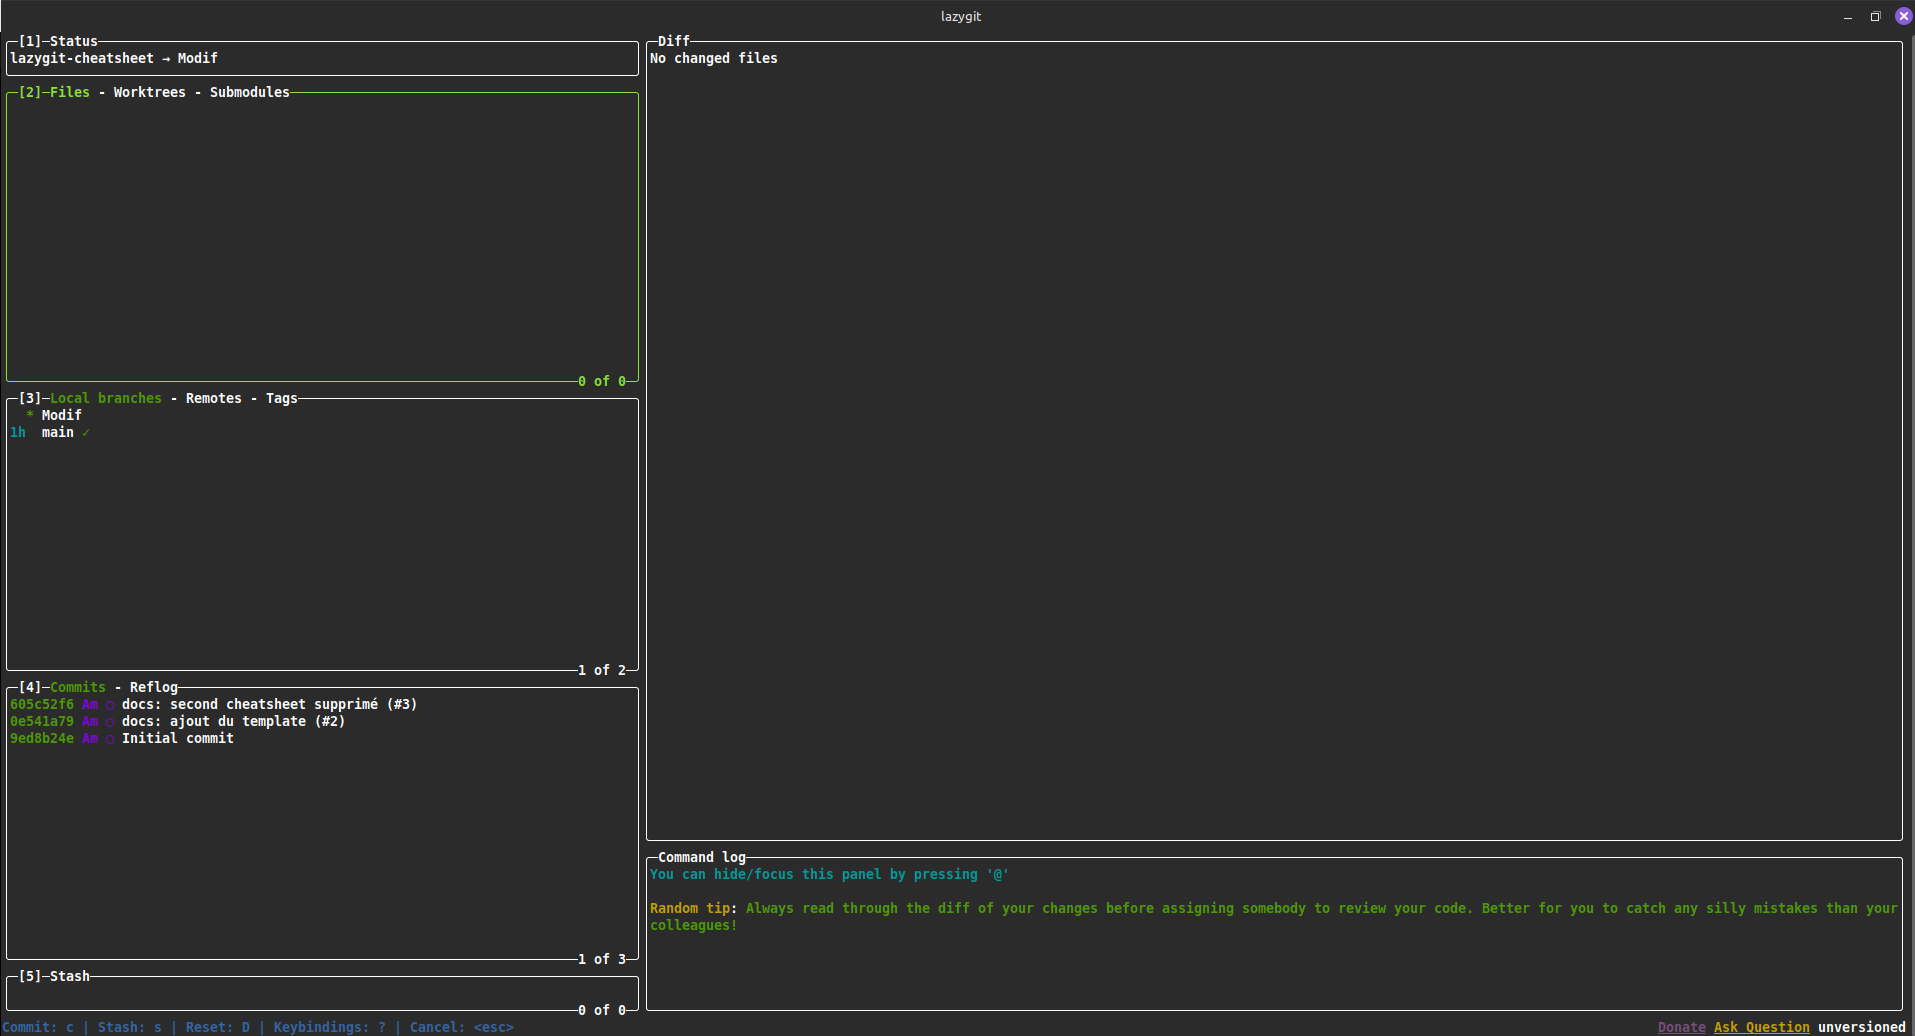 lazygit
[1]─Status
lazygit-cheatsheet → Modif
[2]─Files - Worktrees - Submodules
0 of 0
[3]─Local branches - Remotes - Tags
* Modif
1h main ✓
1 of 2
[4]─Commits - Reflog
605c52f6 Am ○ docs: second cheatsheet supprimé (#3)
0e541a79 Am ○ docs: ajout du template (#2)
9ed8b24e Am ○ Initial commit
1 of 3
[5]─Stash
0 of 0
Diff
No changed files
Command log
You can hide/focus this panel by pressing '@'
Random tip: Always read through the diff of your changes before assigning somebody to review your code. Better for you to catch any silly mistakes than your
colleagues!
Commit: c | Stash: s | Reset: D | Keybindings: ? | Cancel: <esc>
Donate Ask Question unversioned